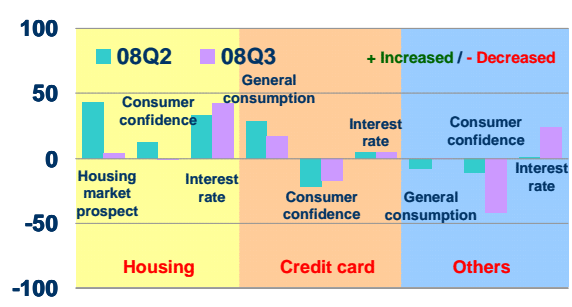 100
08Q2 08Q3 + Increased / - Decreased
General
consumption
50
Consumer
confidence
Interest
rate
Consumer
confidence
0
Housing
market
prospect
Interest
rate
Consumer
confidence
General
consumption
Interest
rate
-50
Housing Credit card Others
-100